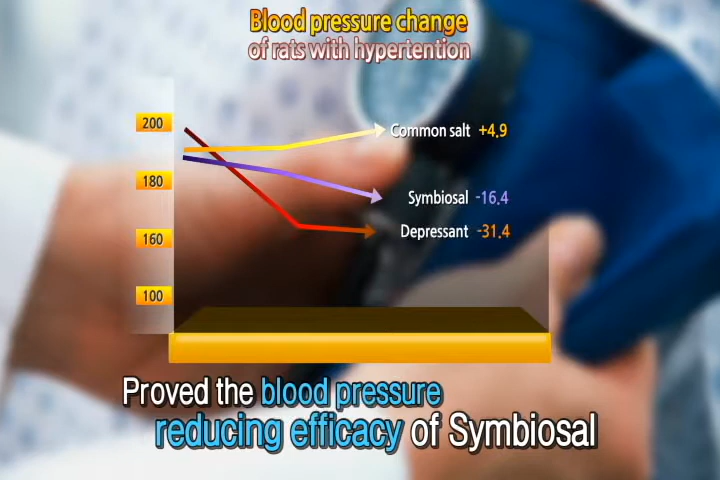 Blood pressure change
of rats with hypertention
200
Common salt +4.9
180
Symbiosal -16.4
Depressant -31.4
160
100
Proved the blood pressure
reducing efficacy of Symbiosal